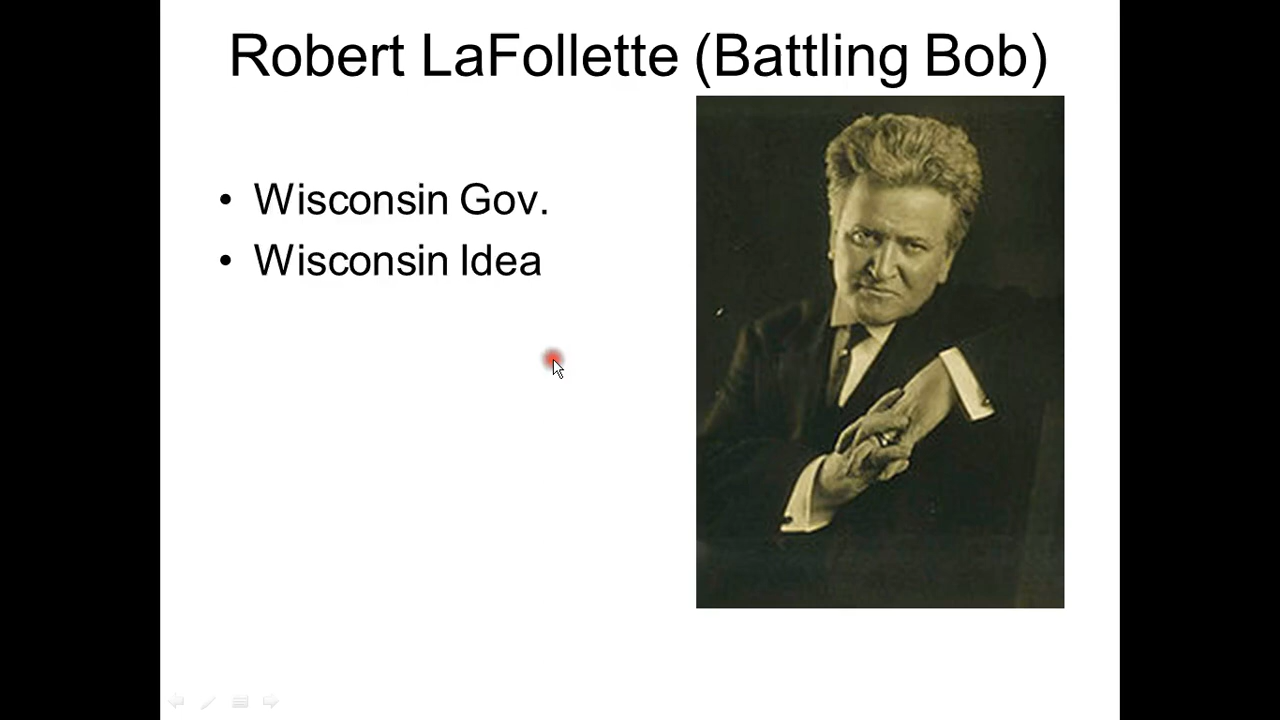 Robert LaFollette (Battling Bob)
• Wisconsin Gov.
• Wisconsin Idea